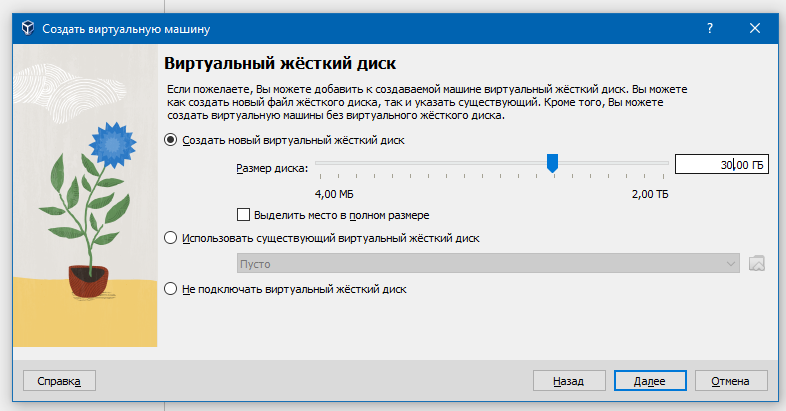 Создать виртуальную машину
Виртуальный жёсткий диск
Если пожелаете, Вы можете добавить к создаваемой машине виртуальный жёсткий диск. Вы можете
как создать новый файл жёсткого диска, так и указать существующий. Кроме того, Вы можете
создать виртуальную машины без виртуального жёсткого диска.
Создать новый виртуальный жёсткий диск
Размер диска:
30,00 ГБ
4,00 МБ
2,00 ТБ
Выделить место в полном размере
Использовать существующий виртуальный жёсткий диск
Пусто
Не подключать виртуальный жёсткий диск
Справка
Назад
Далее
Отмена